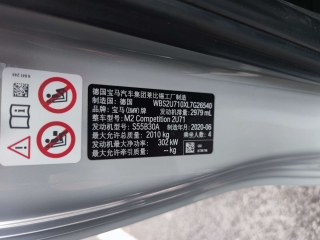 德国宝马汽车集团莱比锡工厂制造
制造国: 德国 WBS2U710XL7G26540
品牌: 宝马(BMW)牌 发动机排量: 2979 mL
整车型号: M2 Competition 2U71
发动机型号: S55B30A 制造年月: 2020-06
最大允许总质量: 2010 kg 乘坐人数: 4
发动机最大净功率: 302 kW
最大允许牵引质量: -- kg